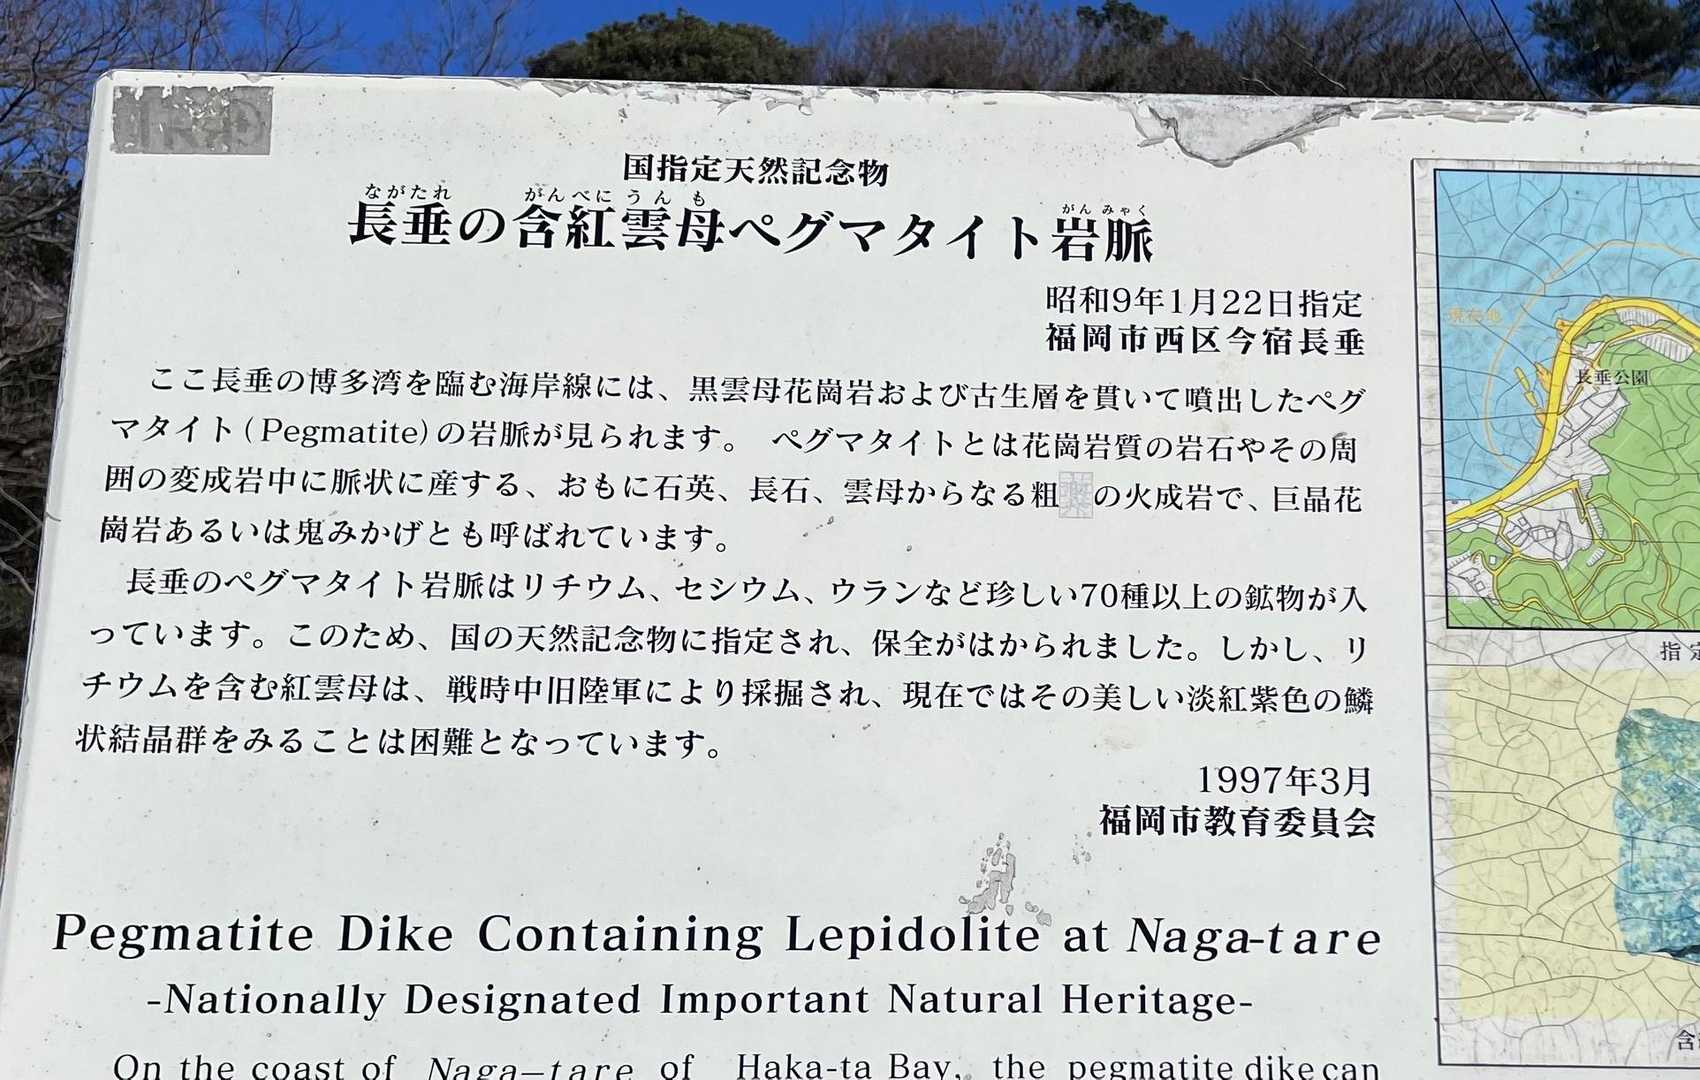 国指定天然記念物
ながたれ がんべにうんも がんみゃく
長垂の含紅雲母ペグマタイト岩脈
昭和9年1月22日指定
福岡市西区今宿長垂
ここ長垂の博多湾を臨む海岸線には、黒雲母花崗岩および古生層を貫いて噴出したペグ
マタイト(Pegmatite)の岩脈が見られます。 ペグマタイトとは花崗岩質の岩石やその周
囲の変成岩中に脈状に産する、おもに石英、長石、雲母からなる粗の火成岩で、巨晶花
崗岩あるいは鬼みかげとも呼ばれています。
長垂のペグマタイト岩脈はリチウム、セシウム、ウランなど珍しい70種以上の鉱物が入
っています。このため、国の天然記念物に指定され、保全がはかられました。しかし、リ
チウムを含む紅雲母は、戦時中旧陸軍により採掘され、現在ではその美しい淡紅紫色の鱗
状結晶群をみることは困難となっています。
1997年3月
福岡市教育委員会
Pegmatite Dike Containing Lepidolite at Naga-tare
-Nationally Designated Important Natural Heritage-
On the coast of Naga-tare of Haka-ta Bay, the pegmatite dike can
現在地
長垂公園
指定
含